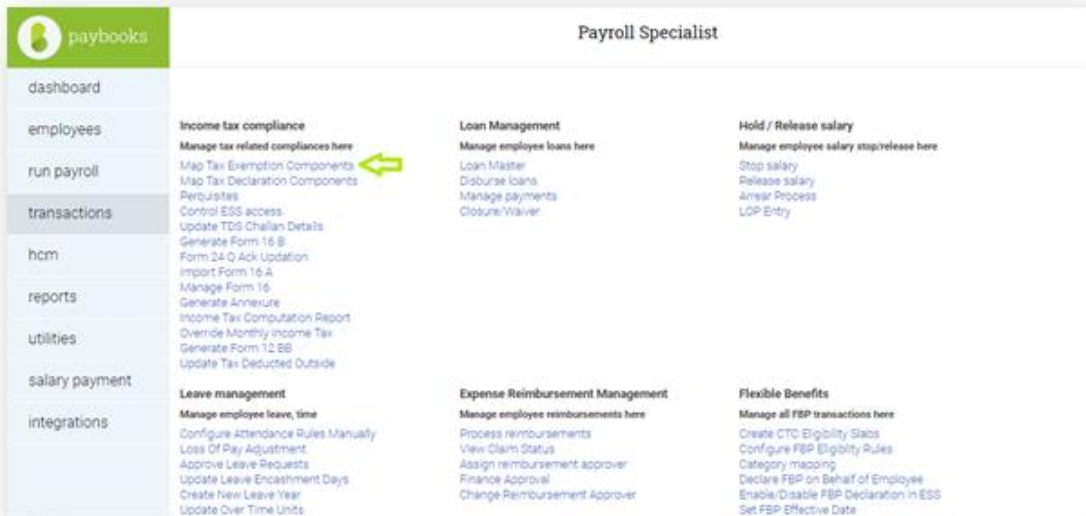 paybooks
Payroll Specialist
dashboard
employees
run payroll
transactions
hcm
reports
utilities
salary payment
integrations
Income tax compliance
Manage tax related compliances here
Map Tax Exemption Components
Map Tax Declaration Components
Perquisites
Control ESS access
Update TDS Challan Details
Generate Form 16 B
Form 24 Q Ack Updation
Import Form 16 A
Manage Form 16
Generate Annexure
Income Tax Computation Report
Override Monthly Income Tax
Generate Form 12 BB
Update Tax Deducted Outside
Loan Management
Manage employee loans here
Loan Master
Disburse loans
Manage payments
Closure/Waiver
Hold / Release salary
Manage employee salary stop/release here
Stop salary
Release salary
Arrear Process
LOP Entry
Leave management
Manage employee leave, time
Configure Attendance Rules Manually
Loss Of Pay Adjustment
Approve Leave Requests
Update Leave Encashment Days
Create New Leave Year
Update Over Time Units
Expense Reimbursement Management
Manage employee reimbursements here
Process reimbursements
View Claim Status
Assign reimbursement approver
Finance Approval
Change Reimbursement Approver
Flexible Benefits
Manage all FBP transactions here
Create CTC Eligibility Slabs
Configure FBP Eligiblity Rules
Category mapping
Declare FBP on Behalf of Employee
Enable/Disable FBP Declaration in ESS
Set FBP Effective Date